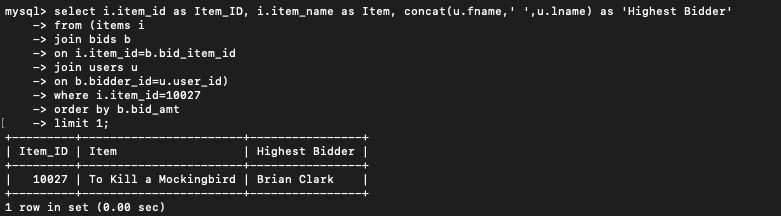 mysql> select i.item_id as Item_ID, i.item_name as Item, concat(u.fname,' ',u.lname) as 'Highest Bidder'
    -> from (items i
    -> join bids b
    -> on i.item_id=b.bid_item_id
    -> join users u
    -> on b.bidder_id=u.user_id)
    -> where i.item_id=10027
    -> order by b.bid_amt
[   -> limit 1;
+---------+-----------------------+----------------+
| Item_ID | Item                  | Highest Bidder |
+---------+-----------------------+----------------+
|   10027 | To Kill a Mockingbird | Brian Clark    |
+---------+-----------------------+----------------+
1 row in set (0.00 sec)